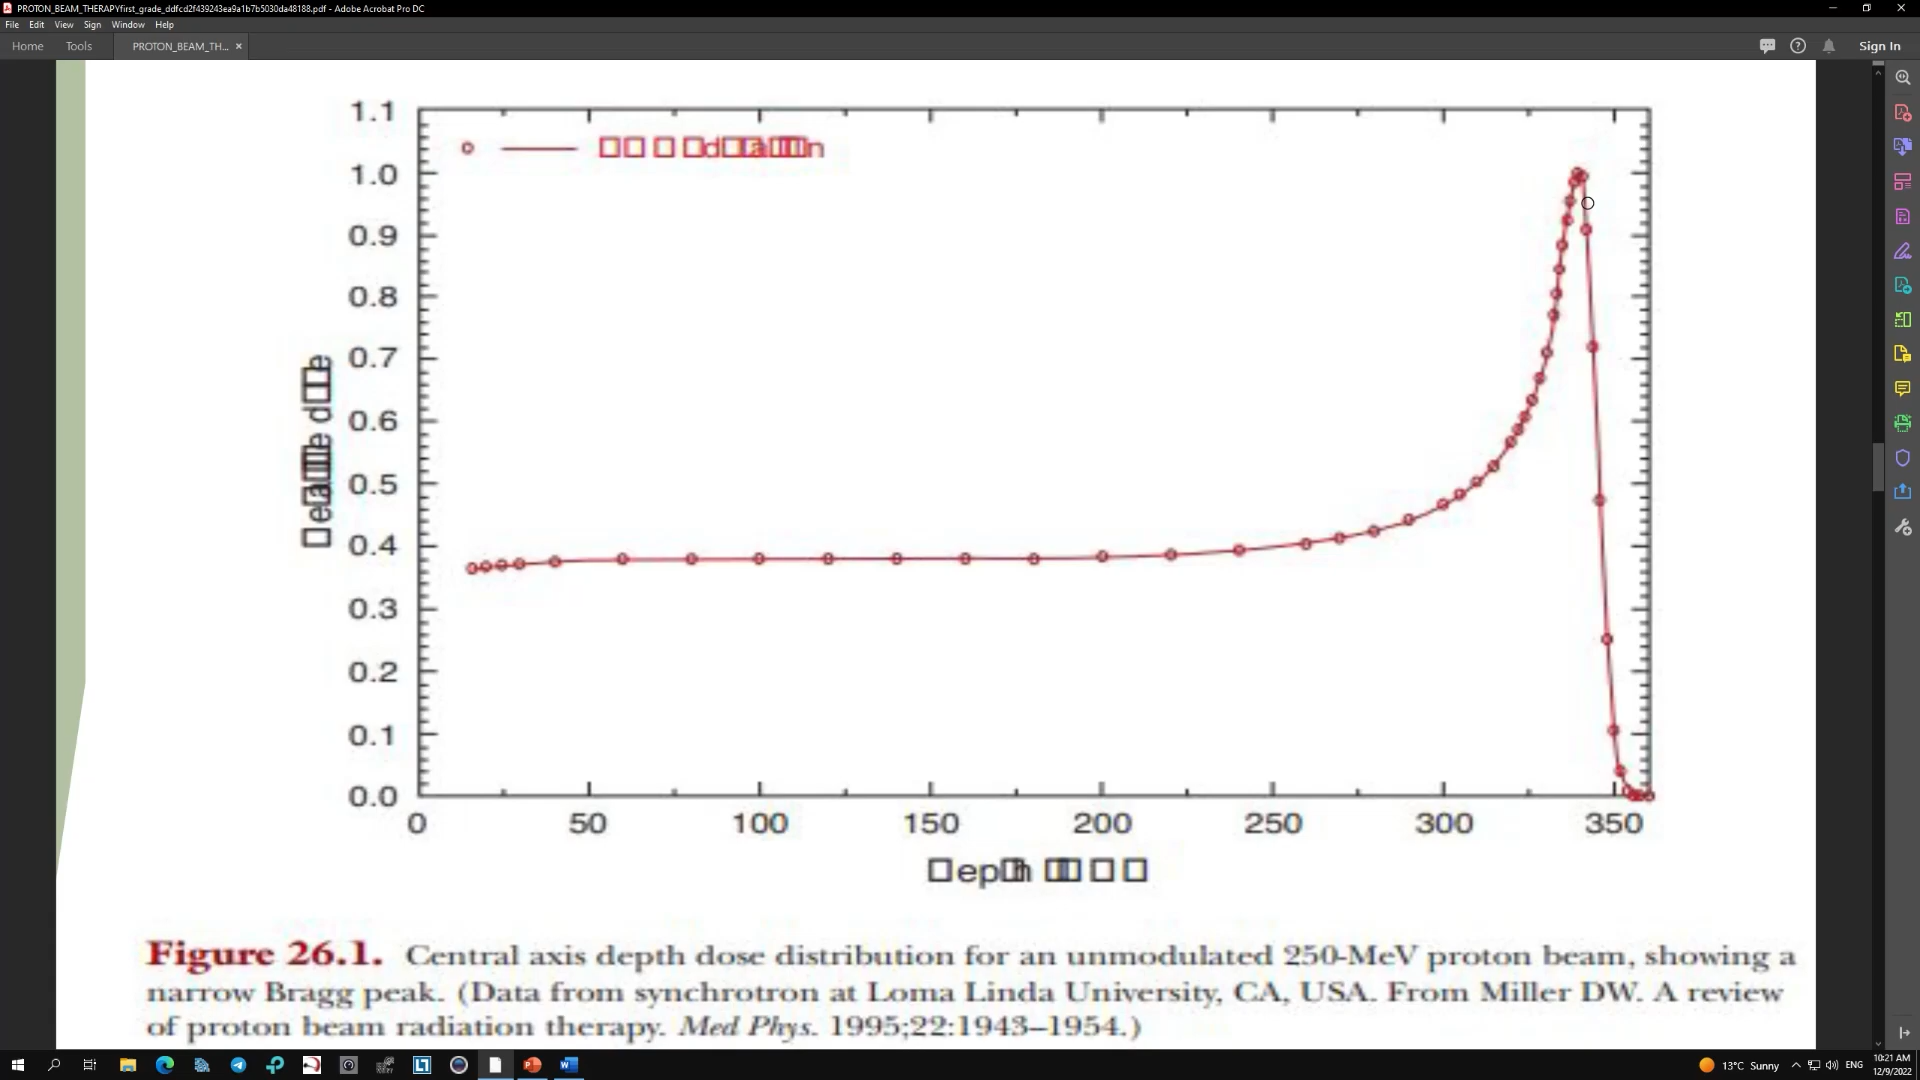 PROTON_BEAM_THERAPYfirst_grade_ddfcd2f439243ea9a1b7b5030da48188.pdf - Adobe Acrobat Pro DC
File Edit View Sign Window Help
Home Tools PROTON_BEAM_TH... ×
Sign In
1.1
1.0
0.9
0.8
0.7
0.6
0.5
0.4
0.3
0.2
0.1
0.0
0 50 100 150 200 250 300 350
Figure 26.1. Central axis depth dose distribution for an unmodulated 250-MeV proton beam, showing a
narrow Bragg peak. (Data from synchrotron at Loma Linda University, CA, USA. From Miller DW. A review
of proton beam radiation therapy. Med Phys. 1995;22:1943–1954.)
13°C Sunny
ENG
10:21 AM
12/9/2022